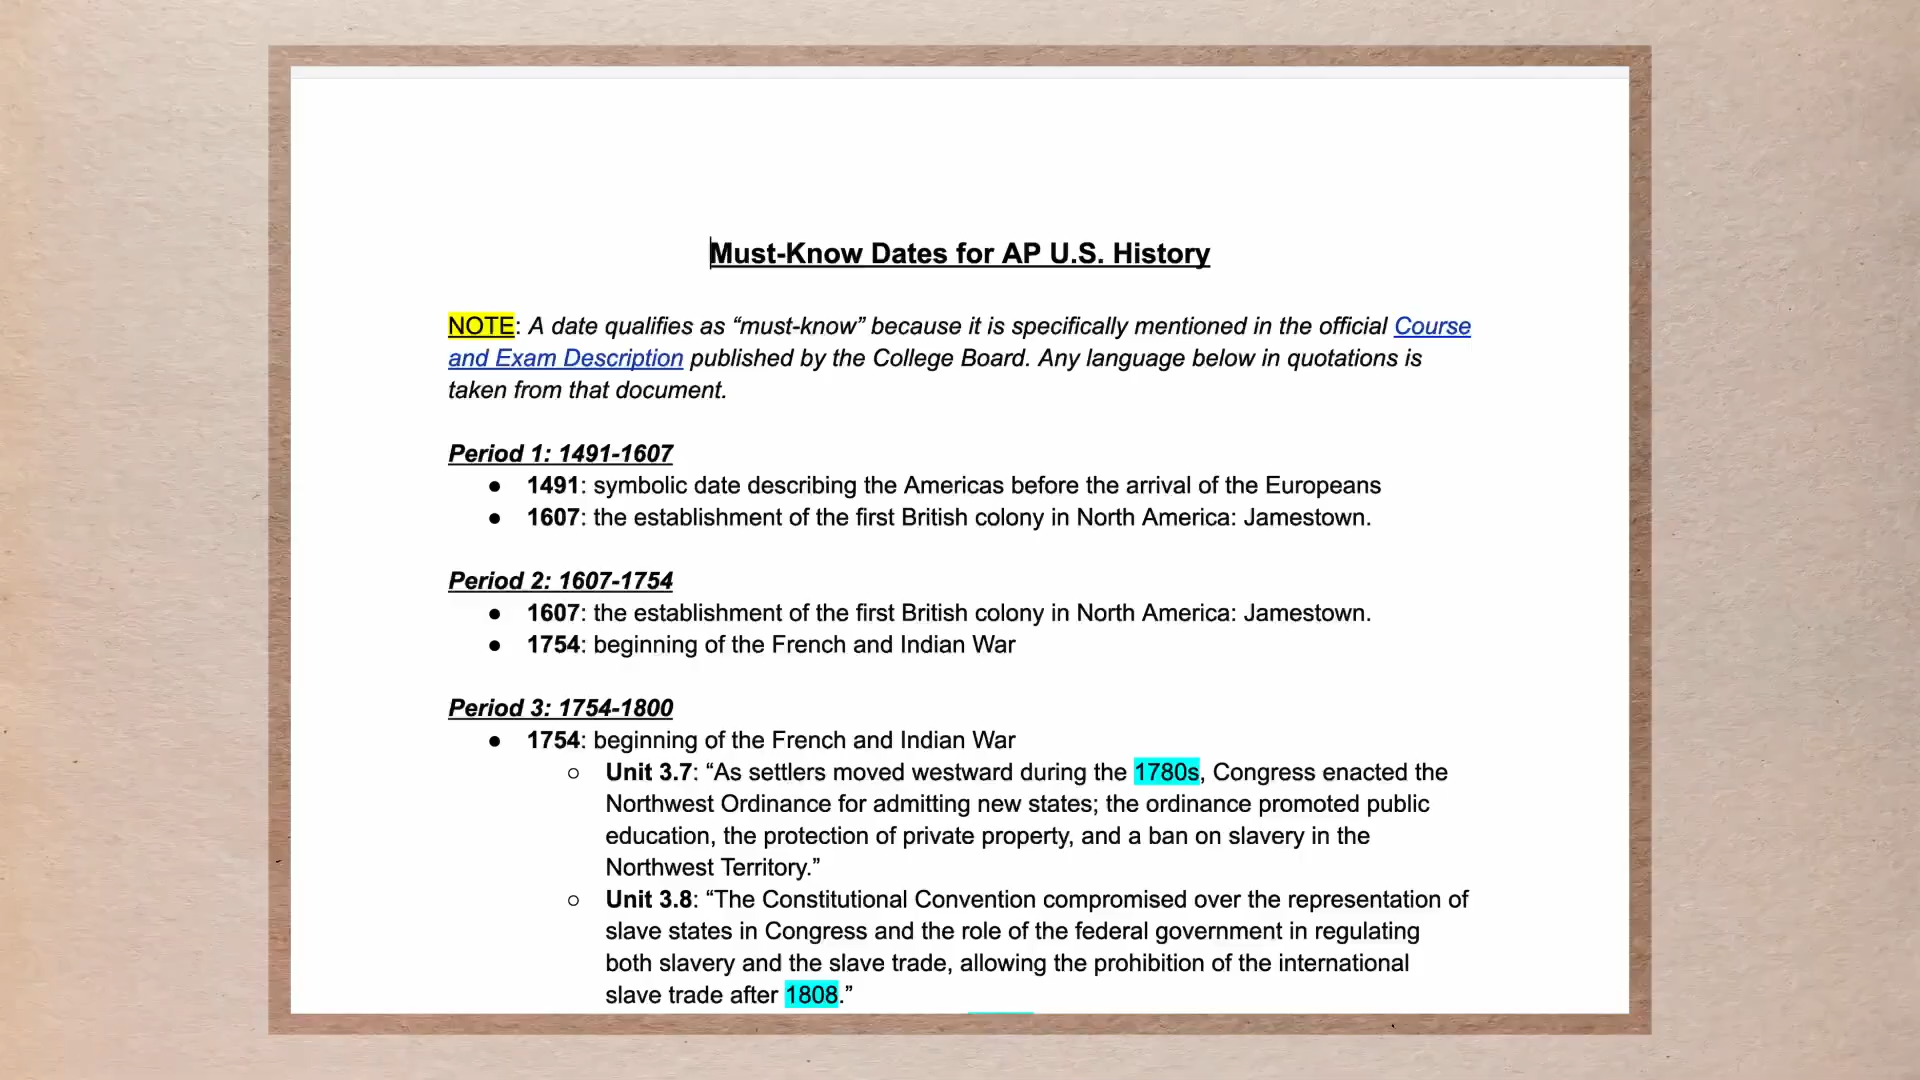 Must-Know Dates for AP U.S. History
NOTE: A date qualifies as “must-know” because it is specifically mentioned in the official Course
and Exam Description published by the College Board. Any language below in quotations is
taken from that document.
Period 1: 1491-1607
● 1491: symbolic date describing the Americas before the arrival of the Europeans
● 1607: the establishment of the first British colony in North America: Jamestown.
Period 2: 1607-1754
● 1607: the establishment of the first British colony in North America: Jamestown.
● 1754: beginning of the French and Indian War
Period 3: 1754-1800
● 1754: beginning of the French and Indian War
○ Unit 3.7: “As settlers moved westward during the 1780s, Congress enacted the
Northwest Ordinance for admitting new states; the ordinance promoted public
education, the protection of private property, and a ban on slavery in the
Northwest Territory.”
○ Unit 3.8: “The Constitutional Convention compromised over the representation of
slave states in Congress and the role of the federal government in regulating
both slavery and the slave trade, allowing the prohibition of the international
slave trade after 1808.”